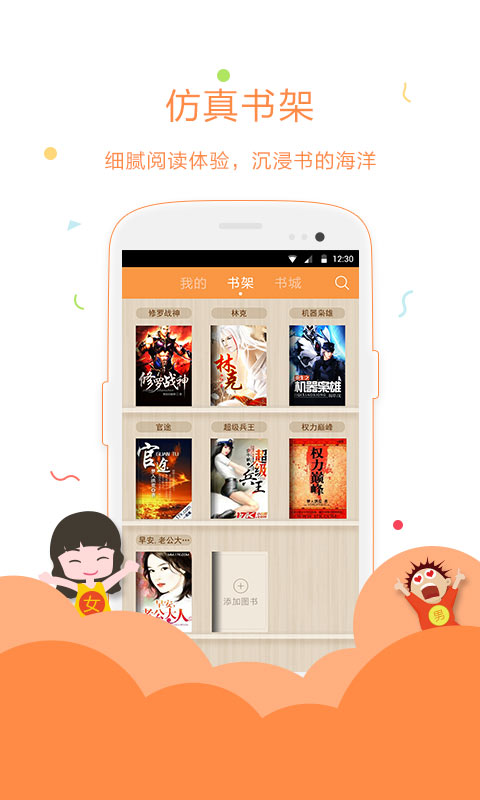 仿真书架
细腻阅读体验，沉浸书的海洋
12:30
我的 书架 书城
修罗战神 林克 机器枭雄
修罗战神
林克
机器枭雄
官途 超级兵王 权力巅峰
官途
GUAN TU
超级兵王
权力巅峰
早安,老公大…
早安,
老公大人
添加图书
女
男